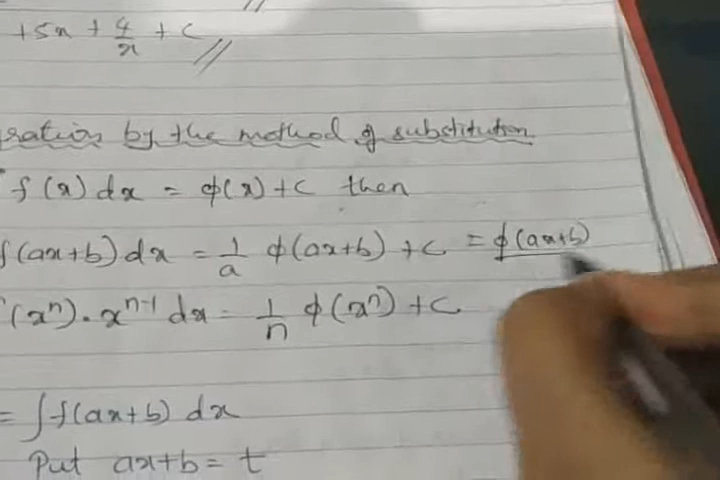 +5x + 4/x + c
by the method of substitution
f(x) dx = φ(x) + c then
f(ax+b) dx = 1/a φ(ax+b) + c = φ(ax+b)
(xⁿ) · xⁿ⁻¹ dx = 1/n φ(xⁿ) + c
= ∫f(ax+b) dx
Put ax+b = t